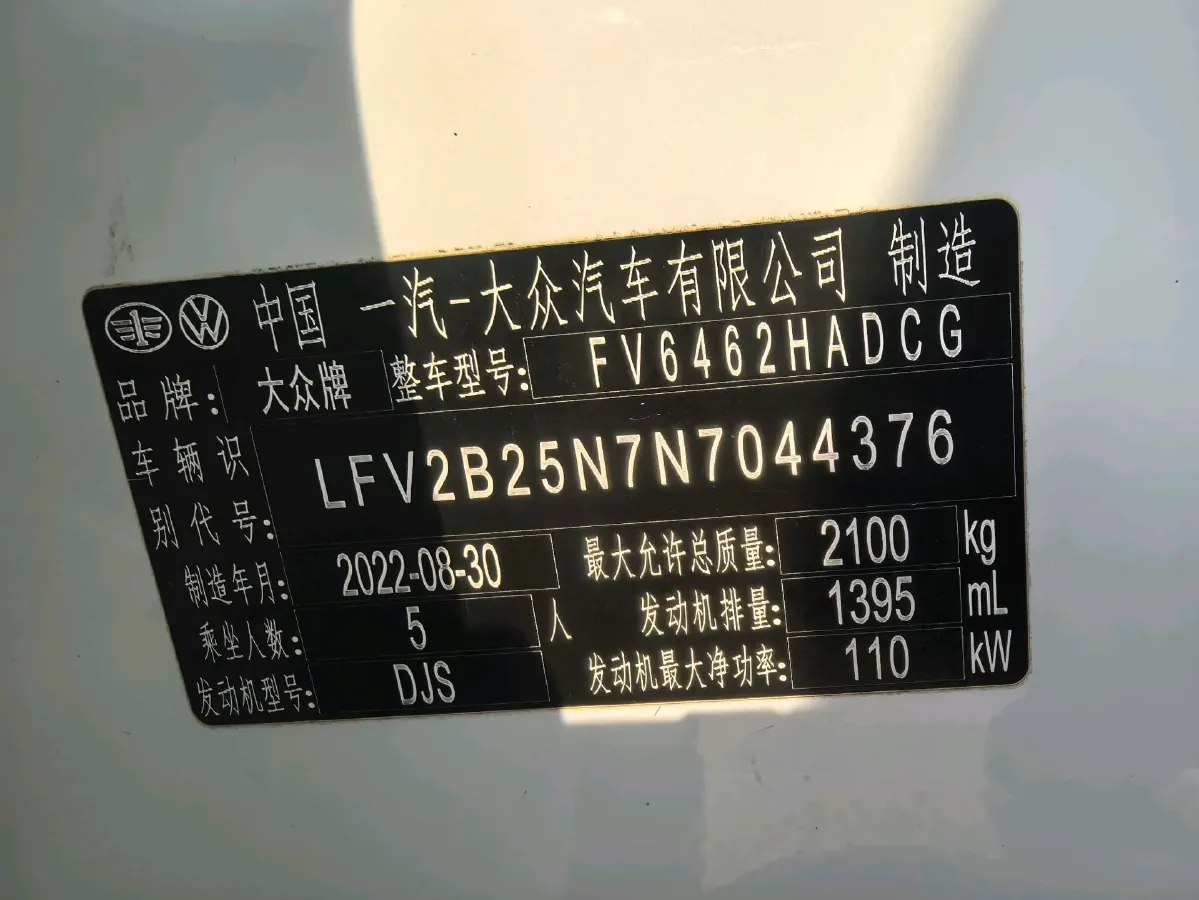 中国 一汽-大众汽车有限公司 制造
品牌: 大众牌 整车型号: FV6462HADCG
车辆识别代号: LFV2B25N7N7044376
制造年月: 2022-08-30 最大允许总质量: 2100 kg
乘坐人数: 5 人 发动机排量: 1395 mL
发动机型号: DJS 发动机最大净功率: 110 kW